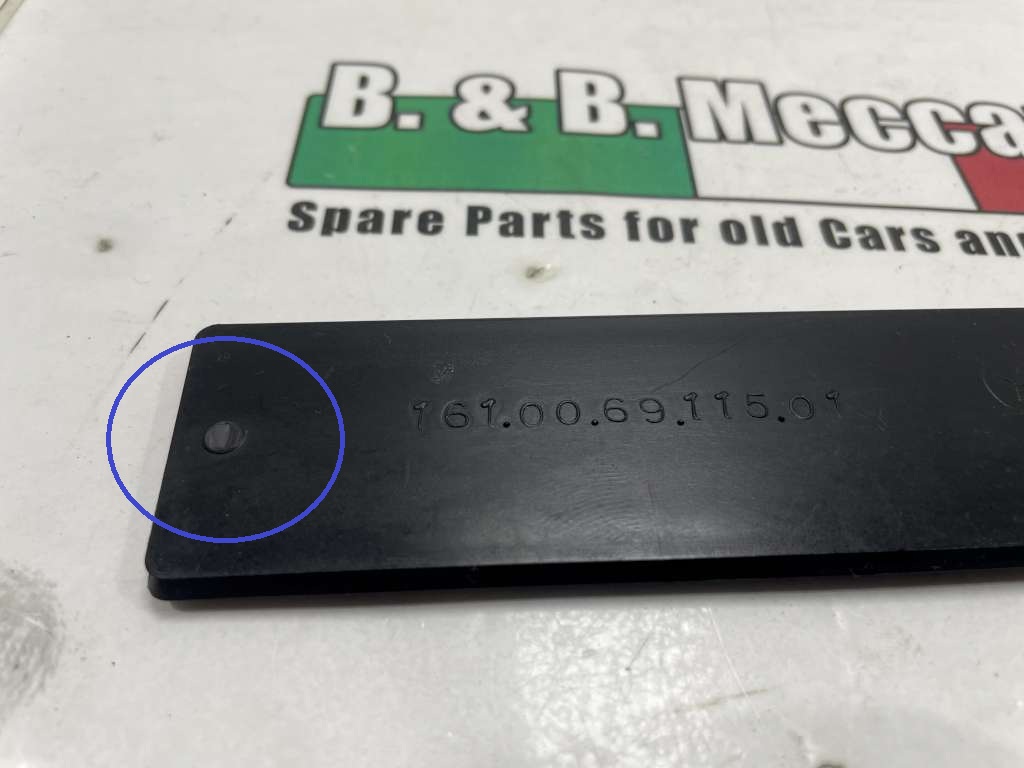 B. & B. Mecca
Spare Parts for old Cars an
161.00.69.115.01